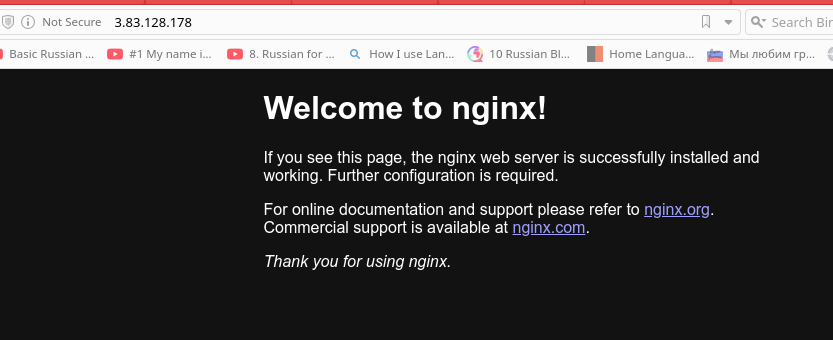 Not Secure 3.83.128.178 Search Bin
Basic Russian ... #1 My name i... 8. Russian for ... How I use Lan... 10 Russian Bl... Home Langua... Мы любим гр...
Welcome to nginx!
If you see this page, the nginx web server is successfully installed and
working. Further configuration is required.
For online documentation and support please refer to nginx.org.
Commercial support is available at nginx.com.
Thank you for using nginx.